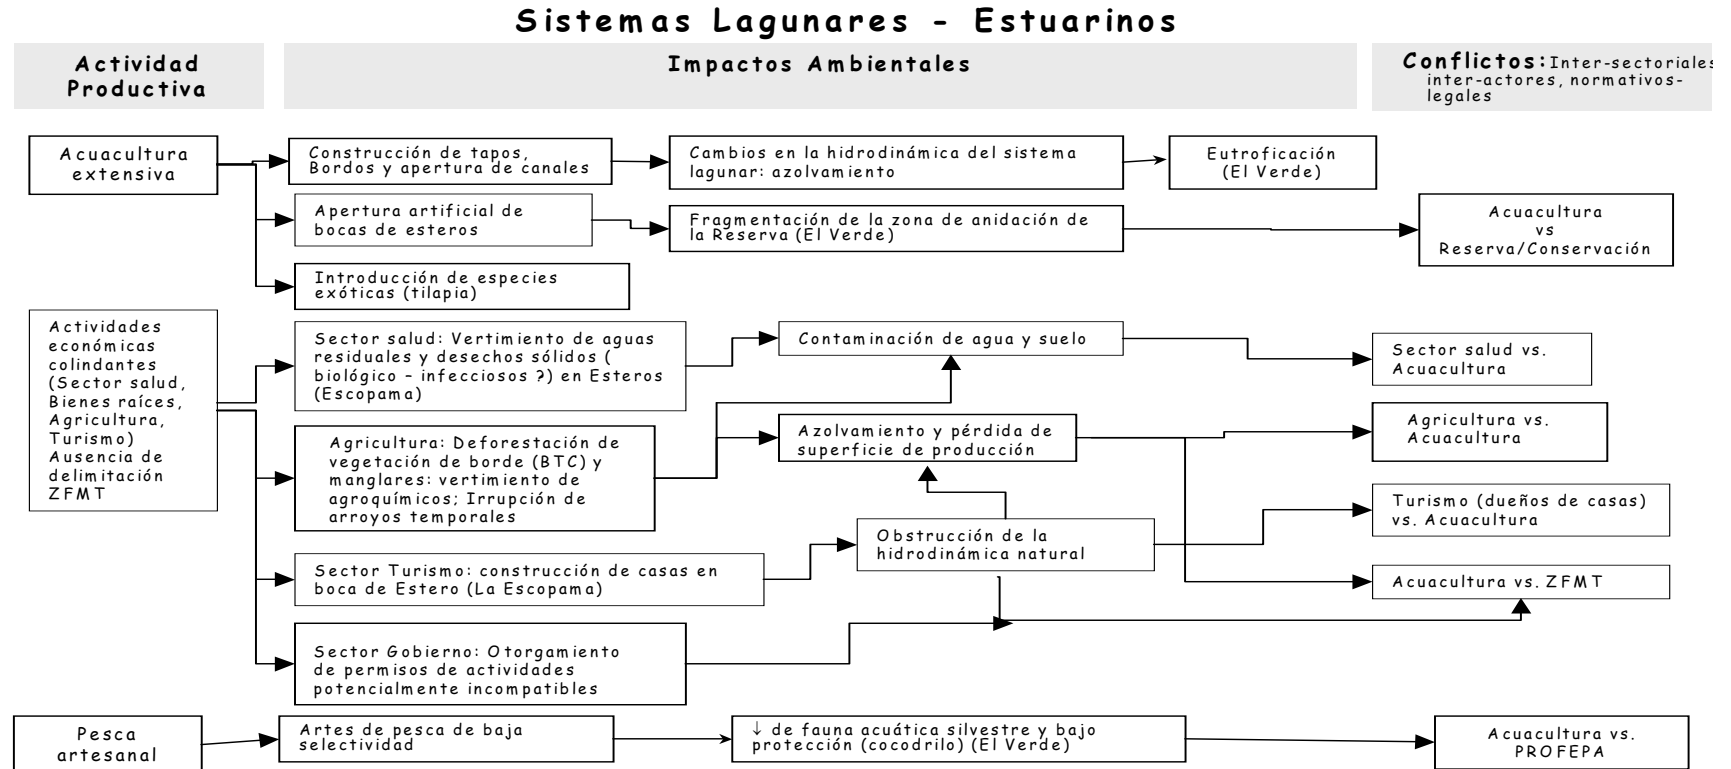 Sistemas Lagunares - Estuarinos
Actividad
Productiva
Impactos Ambientales
Conflictos: Inter-sectoriales
inter-actores, normativos-
legales
Acuacultura
extensiva
Construcción de tapos,
Bordos y apertura de canales
Cambios en la hidrodinámica del sistema
lagunar: azolvamiento
Eutroficación
(El Verde)
Apertura artificial de
bocas de esteros
Fragmentación de la zona de anidación de
la Reserva (El Verde)
Acuacultura
vs
Reserva/Conservación
Introducción de especies
exóticas (tilapia)
Actividades
económicas
colindantes
(Sector salud,
Bienes raíces,
Agricultura,
Turismo)
Ausencia de
delimitación
ZFMT
Sector salud: Vertimiento de aguas
residuales y desechos sólidos (
biológico – infecciosos ?) en Esteros
(Escopama)
Contaminación de agua y suelo
Sector salud vs.
Acuacultura
Agricultura: Deforestación de
vegetación de borde (BTC) y
manglares: vertimiento de
agroquímicos; Irrupción de
arroyos temporales
Azolvamiento y pérdida de
superficie de producción
Agricultura vs.
Acuacultura
Obstrucción de la
hidrodinámica natural
Turismo (dueños de casas)
vs. Acuacultura
Sector Turismo: construcción de casas en
boca de Estero (La Escopama)
Acuacultura vs. ZFMT
Sector Gobierno: Otorgamiento
de permisos de actividades
potencialmente incompatibles
Pesca
artesanal
Artes de pesca de baja
selectividad
↓ de fauna acuática silvestre y bajo
protección (cocodrilo) (El Verde)
Acuacultura vs.
PROFEPA